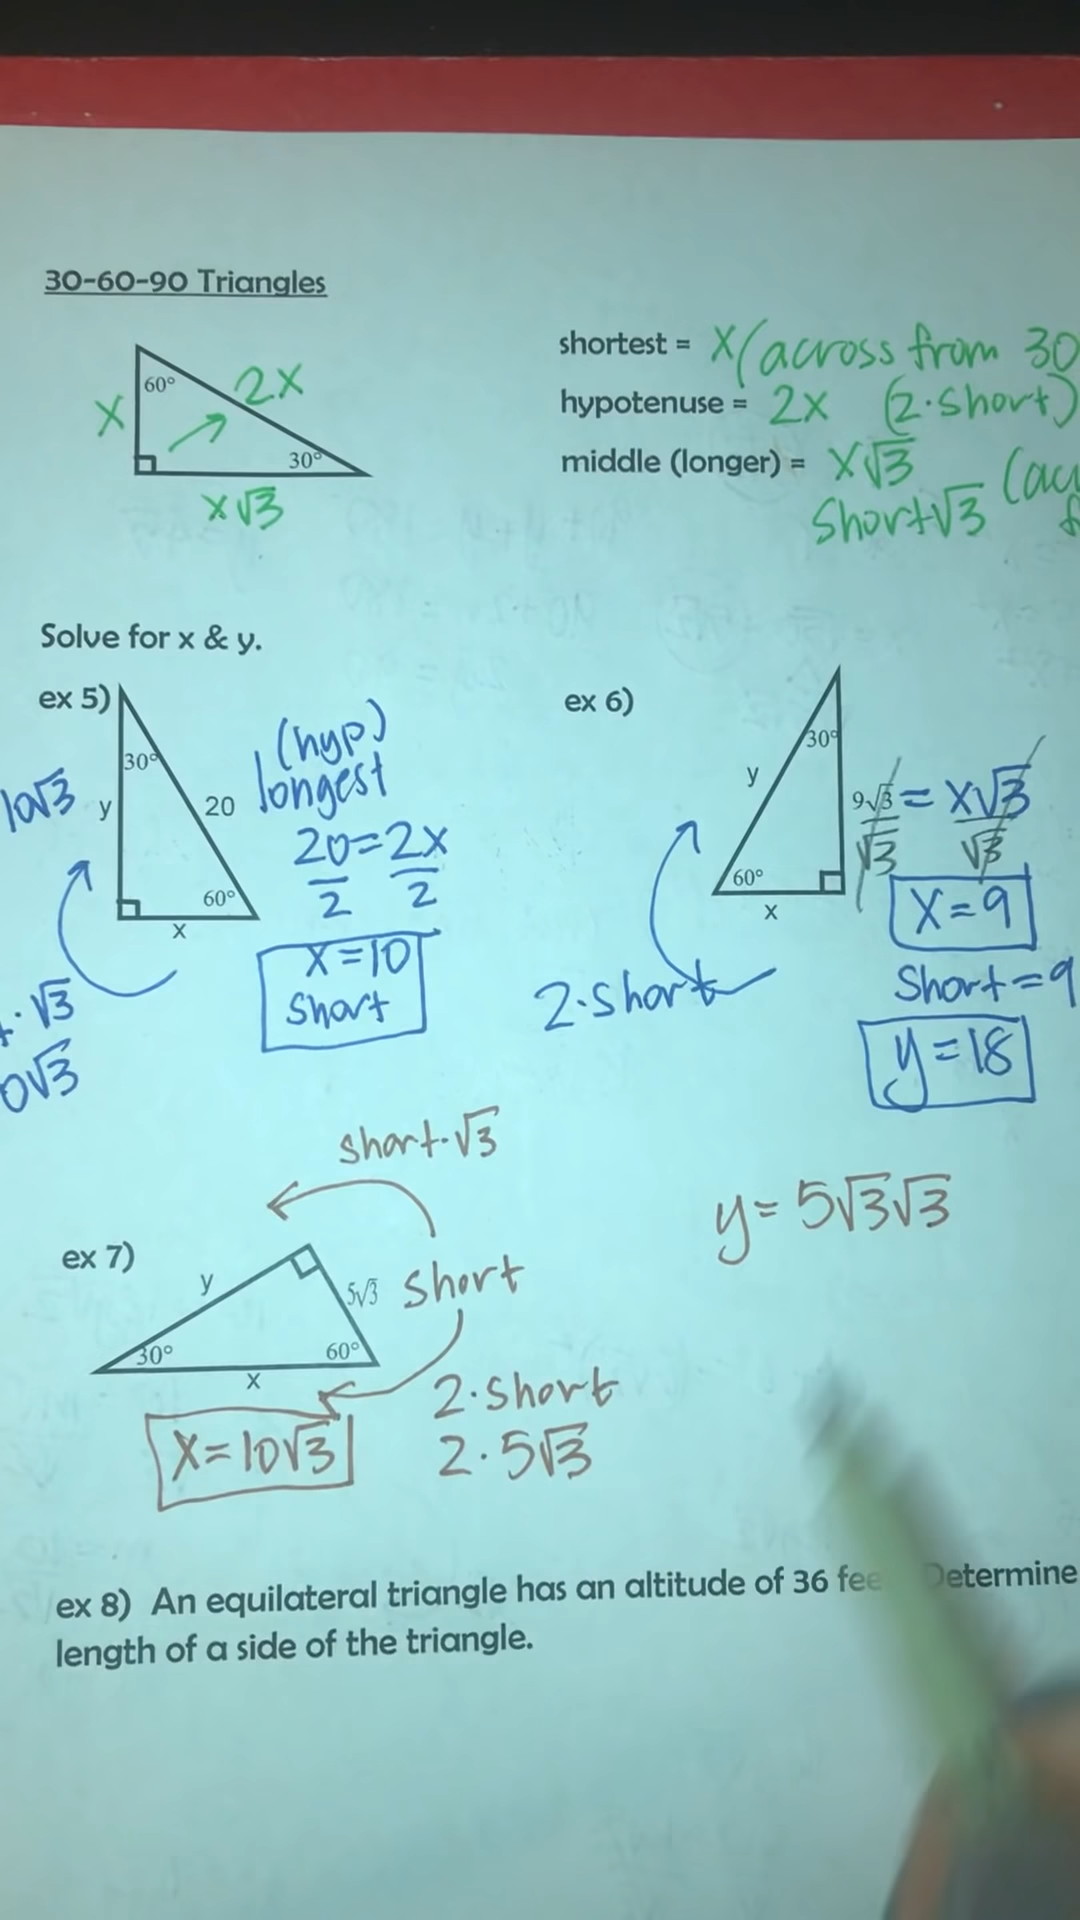 30-60-90 Triangles
60°
30°
X
2X
X√3
shortest = X (across from 30
hypotenuse = 2X (2·Short)
middle (longer) = X√3
Short√3
Solve for x & y.
ex 5)
30°
10√3 y
20
60°
x
(hyp)
longest
20=2X
2 2
X=10
Short
·√3
0√3
ex 6)
30°
y
9√3 = X√3
√3 √3
60°
x
X=9
2·Short
Short=9
y=18
short·√3
ex 7)
y
5√3 short
30°
60°
x
2·Short
X=10√3
2·5√3
y=5√3√3
ex 8) An equilateral triangle has an altitude of 36 Determine
length of a side of the triangle.